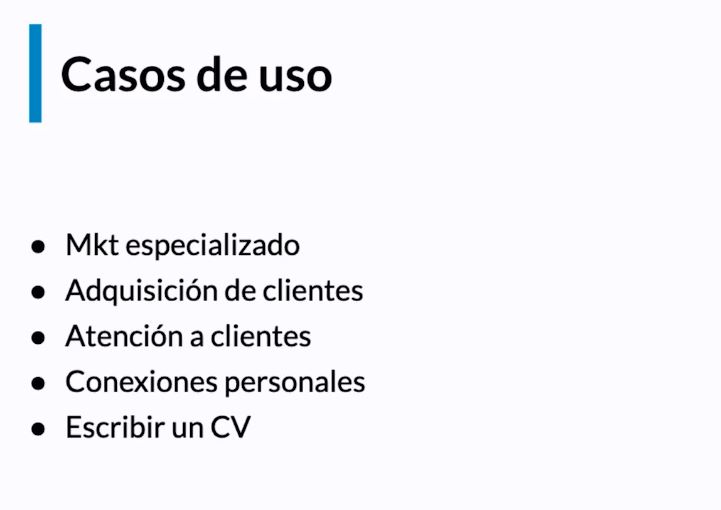 Casos de uso
● Mkt especializado
● Adquisición de clientes
● Atención a clientes
● Conexiones personales
● Escribir un CV